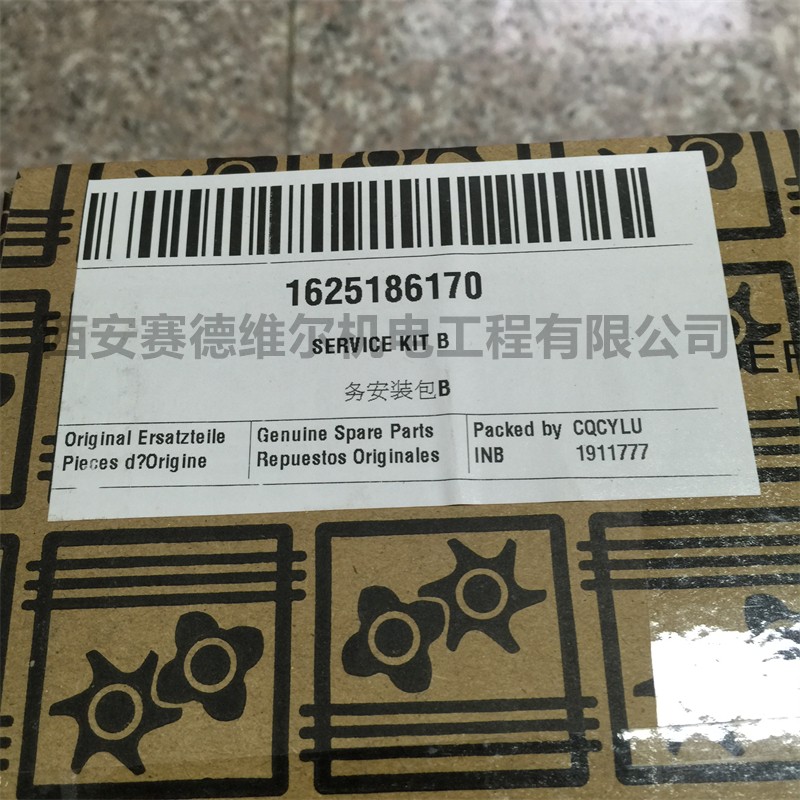 1625186170
西安赛德维尔机电工程有限公司
SERVICE KIT B
务安装包B
Original Ersatzteile
Pieces d?Origine
Genuine Spare Parts
Repuestos Originales
Packed by CQCYLU
INB 1911777